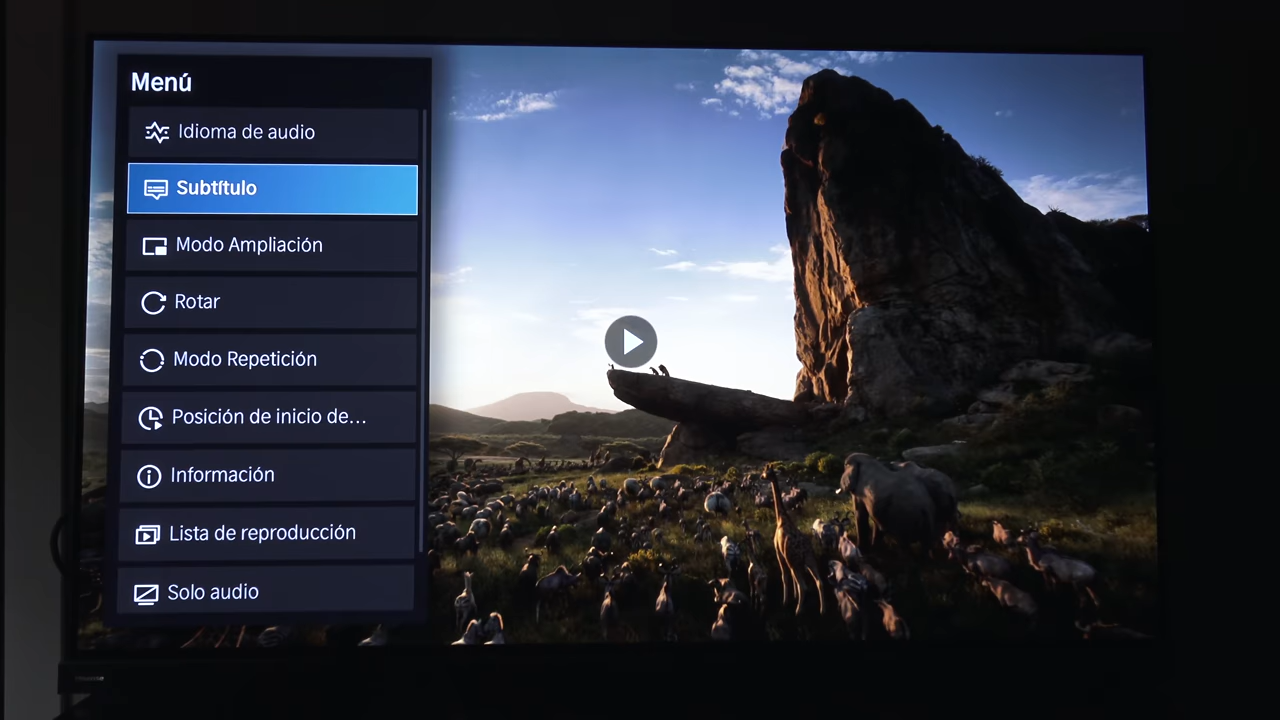 Menú
Idioma de audio
Subtítulo
Modo Ampliación
Rotar
Modo Repetición
Posición de inicio de...
Información
Lista de reproducción
Solo audio